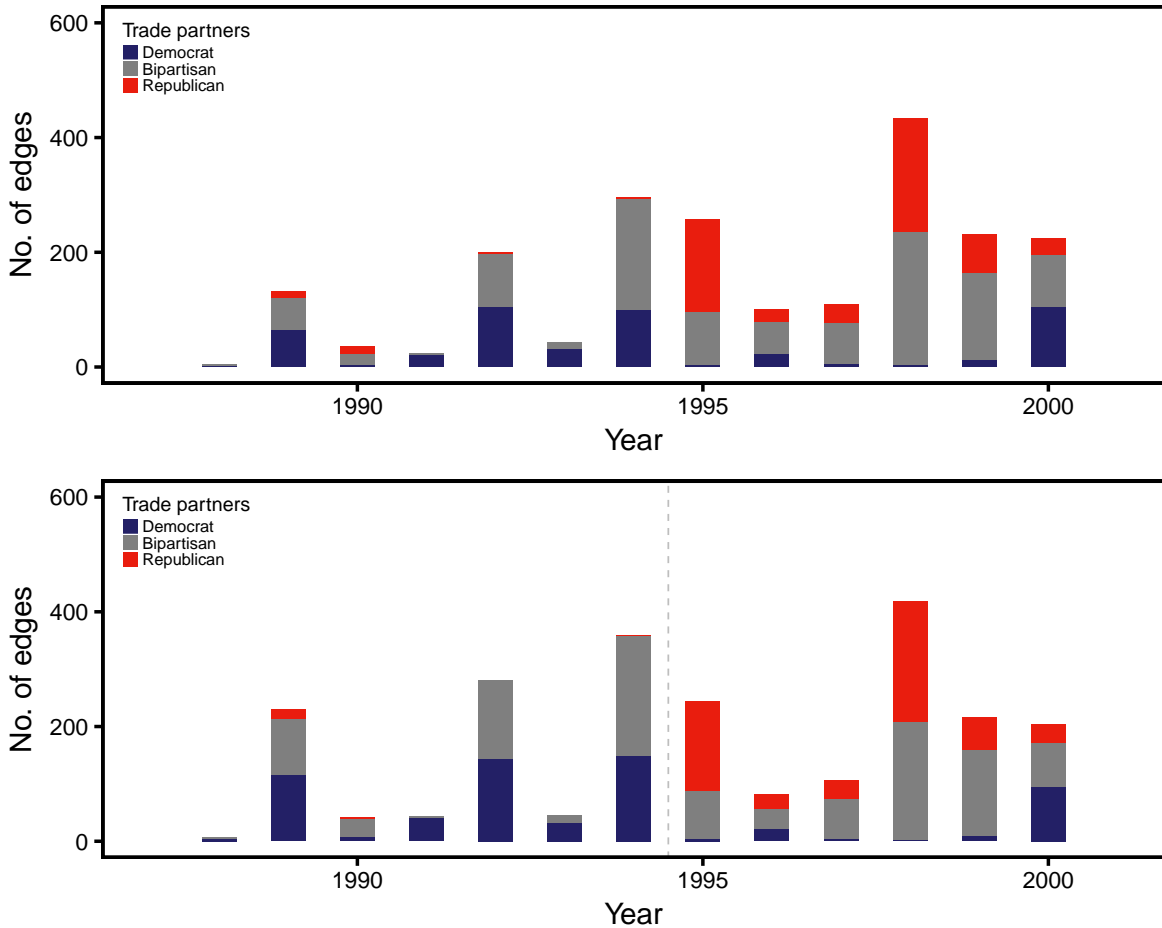 600
400
200
0
No. of edges
Trade partners
Democrat
Bipartisan
Republican
1990 1995 2000
Year
600
400
200
0
No. of edges
Trade partners
Democrat
Bipartisan
Republican
1990 1995 2000
Year